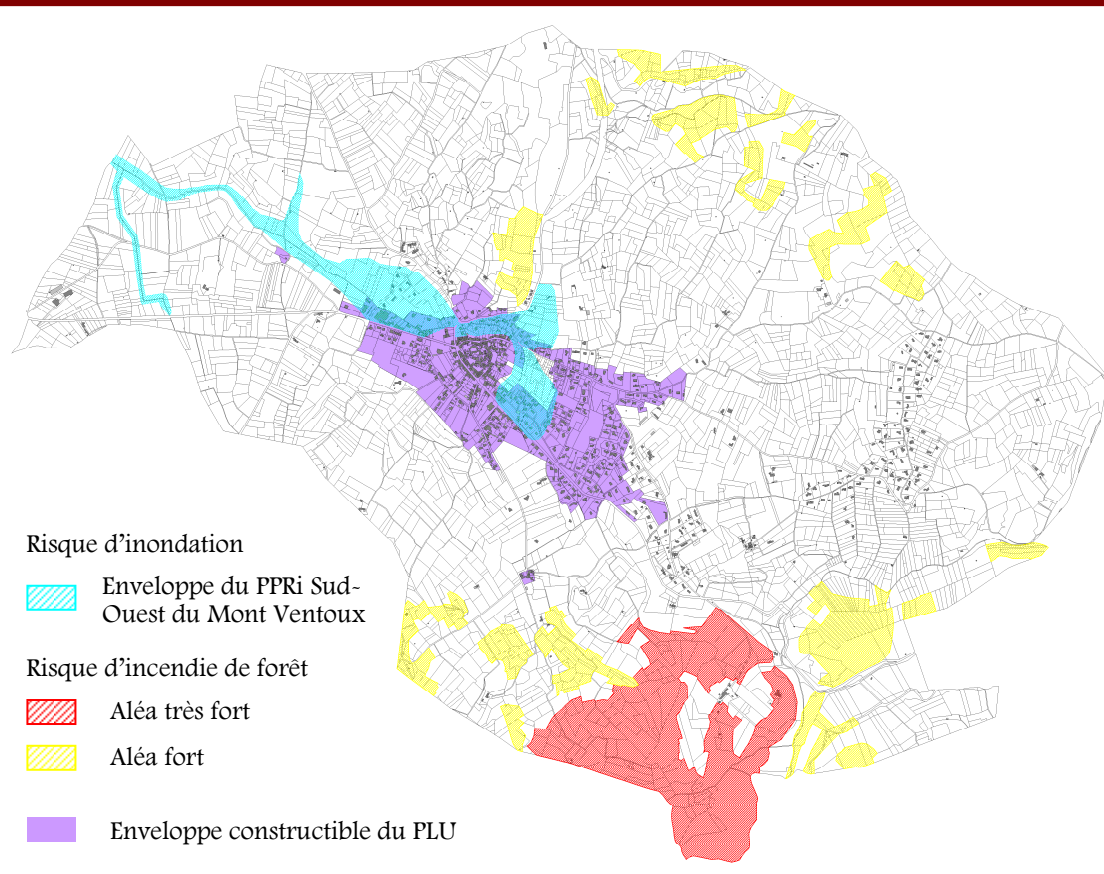 Risque d’inondation
Enveloppe du PPRi Sud-
Ouest du Mont Ventoux
Risque d’incendie de forêt
Aléa très fort
Aléa fort
Enveloppe constructible du PLU